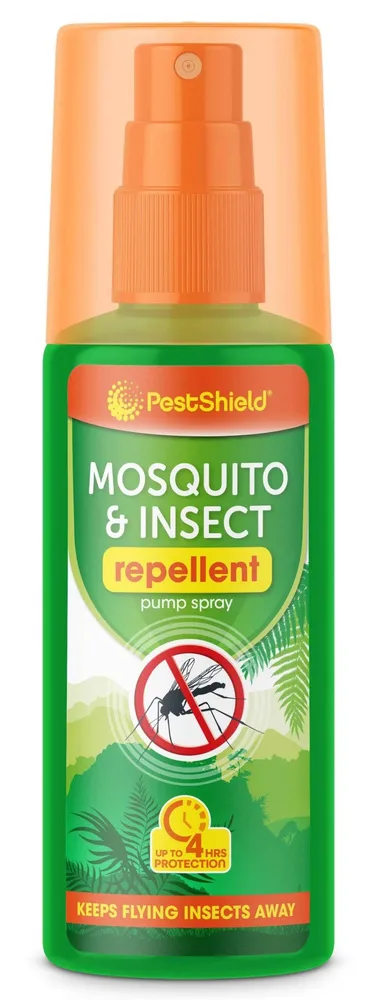 PestShield®
MOSQUITO
& INSECT
repellent
pump spray
UP TO 4 HRS
PROTECTION
KEEPS FLYING INSECTS AWAY